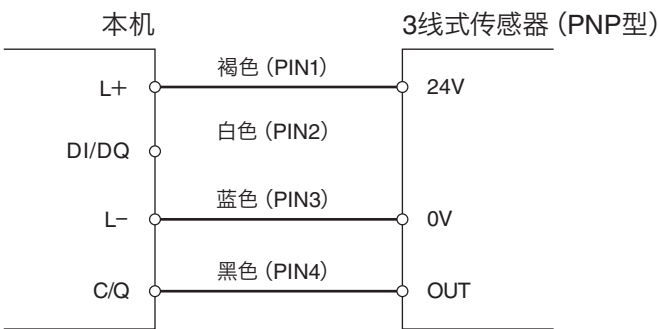 本机 3线式传感器（PNP型）
L+ 褐色（PIN1） 24V
DI/DQ 白色（PIN2）
L− 蓝色（PIN3） 0V
C/Q 黑色（PIN4） OUT